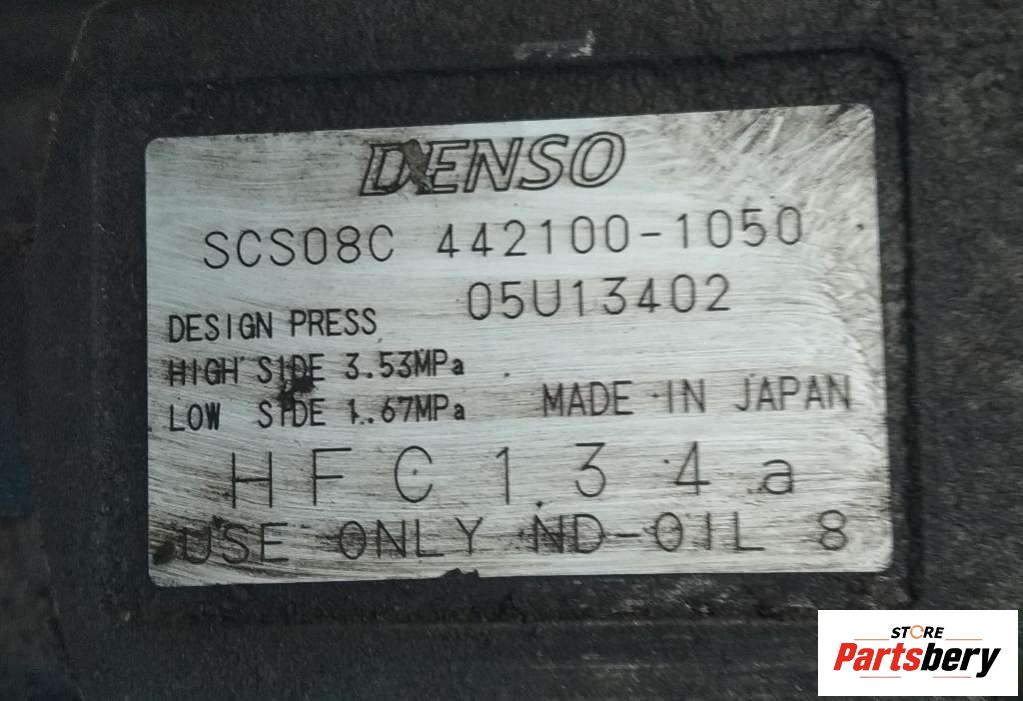 DENSO
SCS08C 442100-1050
05U13402
DESIGN PRESS
HIGH SIDE 3.53MPa
LOW SIDE 1.67MPa
MADE IN JAPAN
HFC134a
USE ONLY ND-OIL 8
STORE
Partsbery